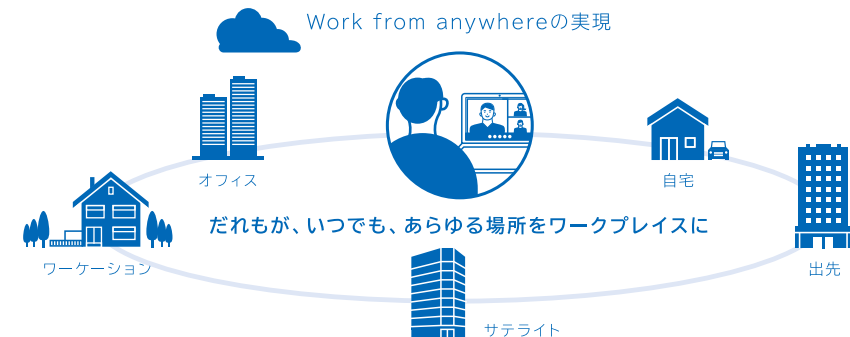 Work from anywhereの実現
オフィス
自宅
だれもが、いつでも、あらゆる場所をワークプレイスに
ワーケーション
出先
サテライト